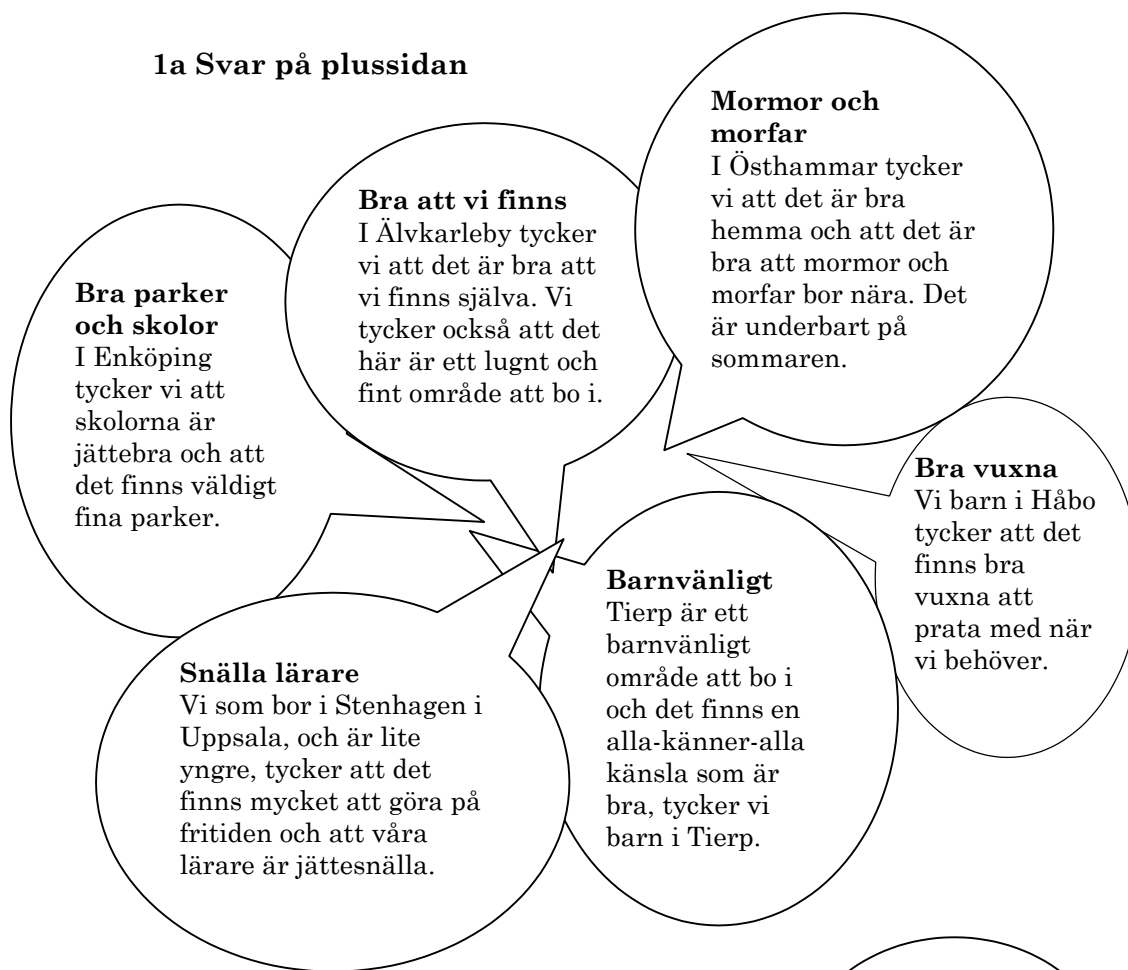 1a Svar på plussidan
Bra parker
och skolor
I Enköping
tycker vi att
skolorna är
jättebra och att
det finns väldigt
fina parker.
Bra att vi finns
I Älvkarleby tycker
vi att det är bra att
vi finns själva. Vi
tycker också att det
här är ett lugnt och
fint område att bo i.
Mormor och
morfar
I Östhammar tycker
vi att det är bra
hemma och att det är
bra att mormor och
morfar bor nära. Det
är underbart på
sommaren.
Bra vuxna
Vi barn i Håbo
tycker att det
finns bra
vuxna att
prata med när
vi behöver.
Snälla lärare
Vi som bor i Stenhagen i
Uppsala, och är lite
yngre, tycker att det
finns mycket att göra på
fritiden och att våra
lärare är jättesnälla.
Barnvänligt
Tierp är ett
barnvänligt
område att bo i
och det finns en
alla-känner-alla
känsla som är
bra, tycker vi
barn i Tierp.